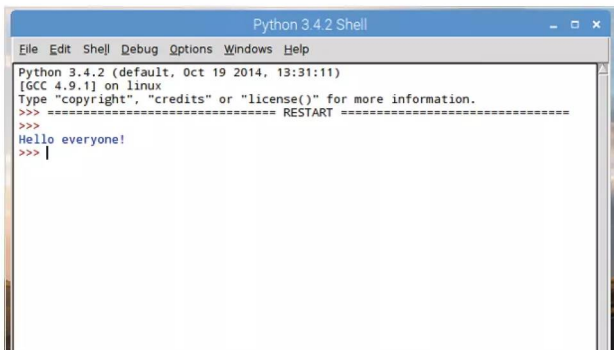 Python 3.4.2 Shell
File Edit Shell Debug Options Windows Help
Python 3.4.2 (default, Oct 19 2014, 13:31:11)
[GCC 4.9.1] on linux
Type "copyright", "credits" or "license()" for more information.
>>> ================================ RESTART ================================
>>>
Hello everyone!
>>>